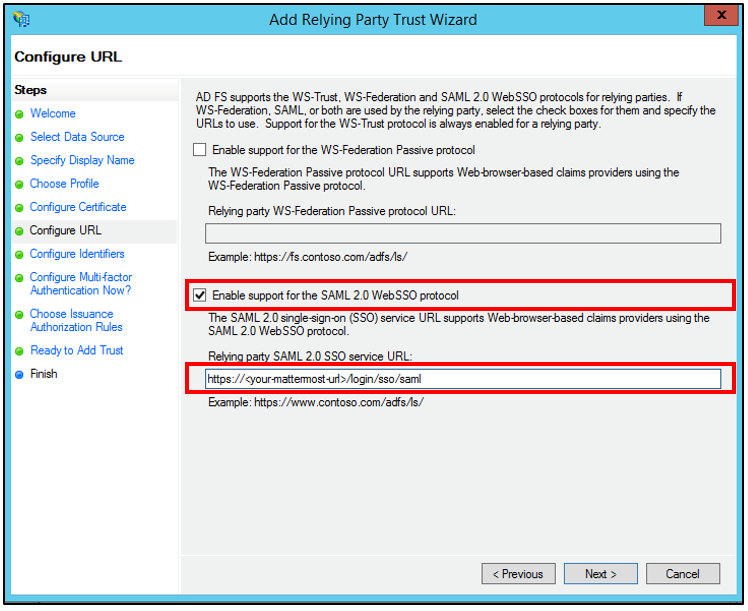 Add Relying Party Trust Wizard
x
Configure URL
Steps
Welcome
Select Data Source
Specify Display Name
Choose Profile
Configure Certificate
Configure URL
Configure Identifiers
Configure Multi-factor
Authentication Now?
Choose Issuance
Authorization Rules
Ready to Add Trust
Finish
AD FS supports the WS-Trust, WS-Federation and SAML 2.0 WebSSO protocols for relying parties. If
WS-Federation, SAML, or both are used by the relying party, select the check boxes for them and specify the
URLs to use. Support for the WS-Trust protocol is always enabled for a relying party.
Enable support for the WS-Federation Passive protocol
The WS-Federation Passive protocol URL supports Web-browser-based claims providers using the
WS-Federation Passive protocol.
Relying party WS-Federation Passive protocol URL:
Example: https://fs.contoso.com/adfs/ls/
Enable support for the SAML 2.0 WebSSO protocol
The SAML 2.0 single-sign-on (SSO) service URL supports Web-browser-based claims providers using the
SAML 2.0 WebSSO protocol.
Relying party SAML 2.0 SSO service URL:
https://<your-mattermost-url>/login/sso/saml
Example: https://www.contoso.com/adfs/ls/
< Previous
Next >
Cancel